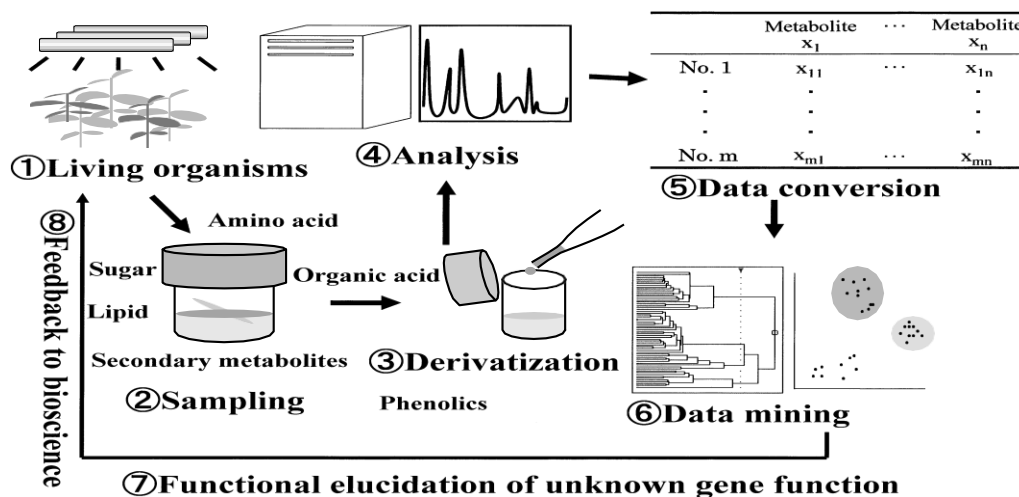 Metabolite ··· Metabolite
x1 xn
No. 1 x11 ··· x1n
No. m xm1 ··· xmn
①Living organisms
④Analysis
⑤Data conversion
Amino acid
Sugar
Organic acid
Lipid
Secondary metabolites
②Sampling
③Derivatization
Phenolics
⑥Data mining
⑦Functional elucidation of unknown gene function
⑧Feedback to bioscience